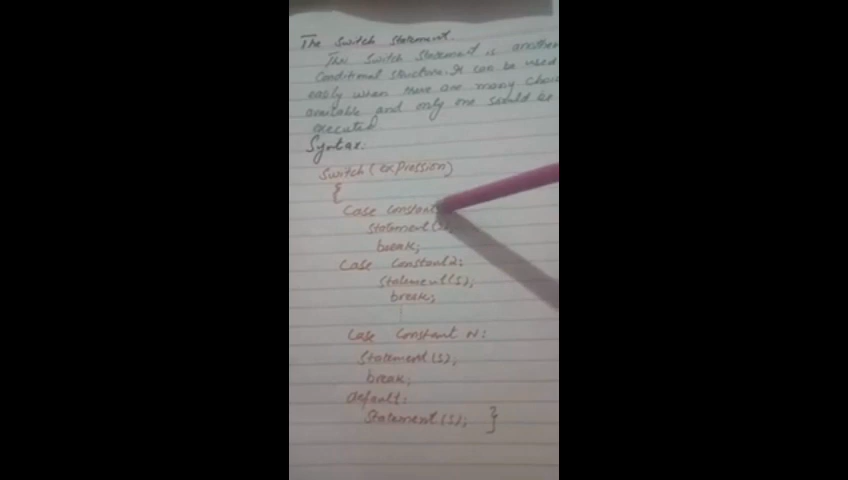 The Switch Statement.
The Switch Statement is another
Conditional Structure. It can be used
easily when there are many
available and only one should be
executed
Syntax:
Switch (expression)
{
Case Constant
Statement(s);
break;
Case Constant2:
Statement(s);
break;
Case Constant N:
Statement(s);
break;
default:
Statement(s); }